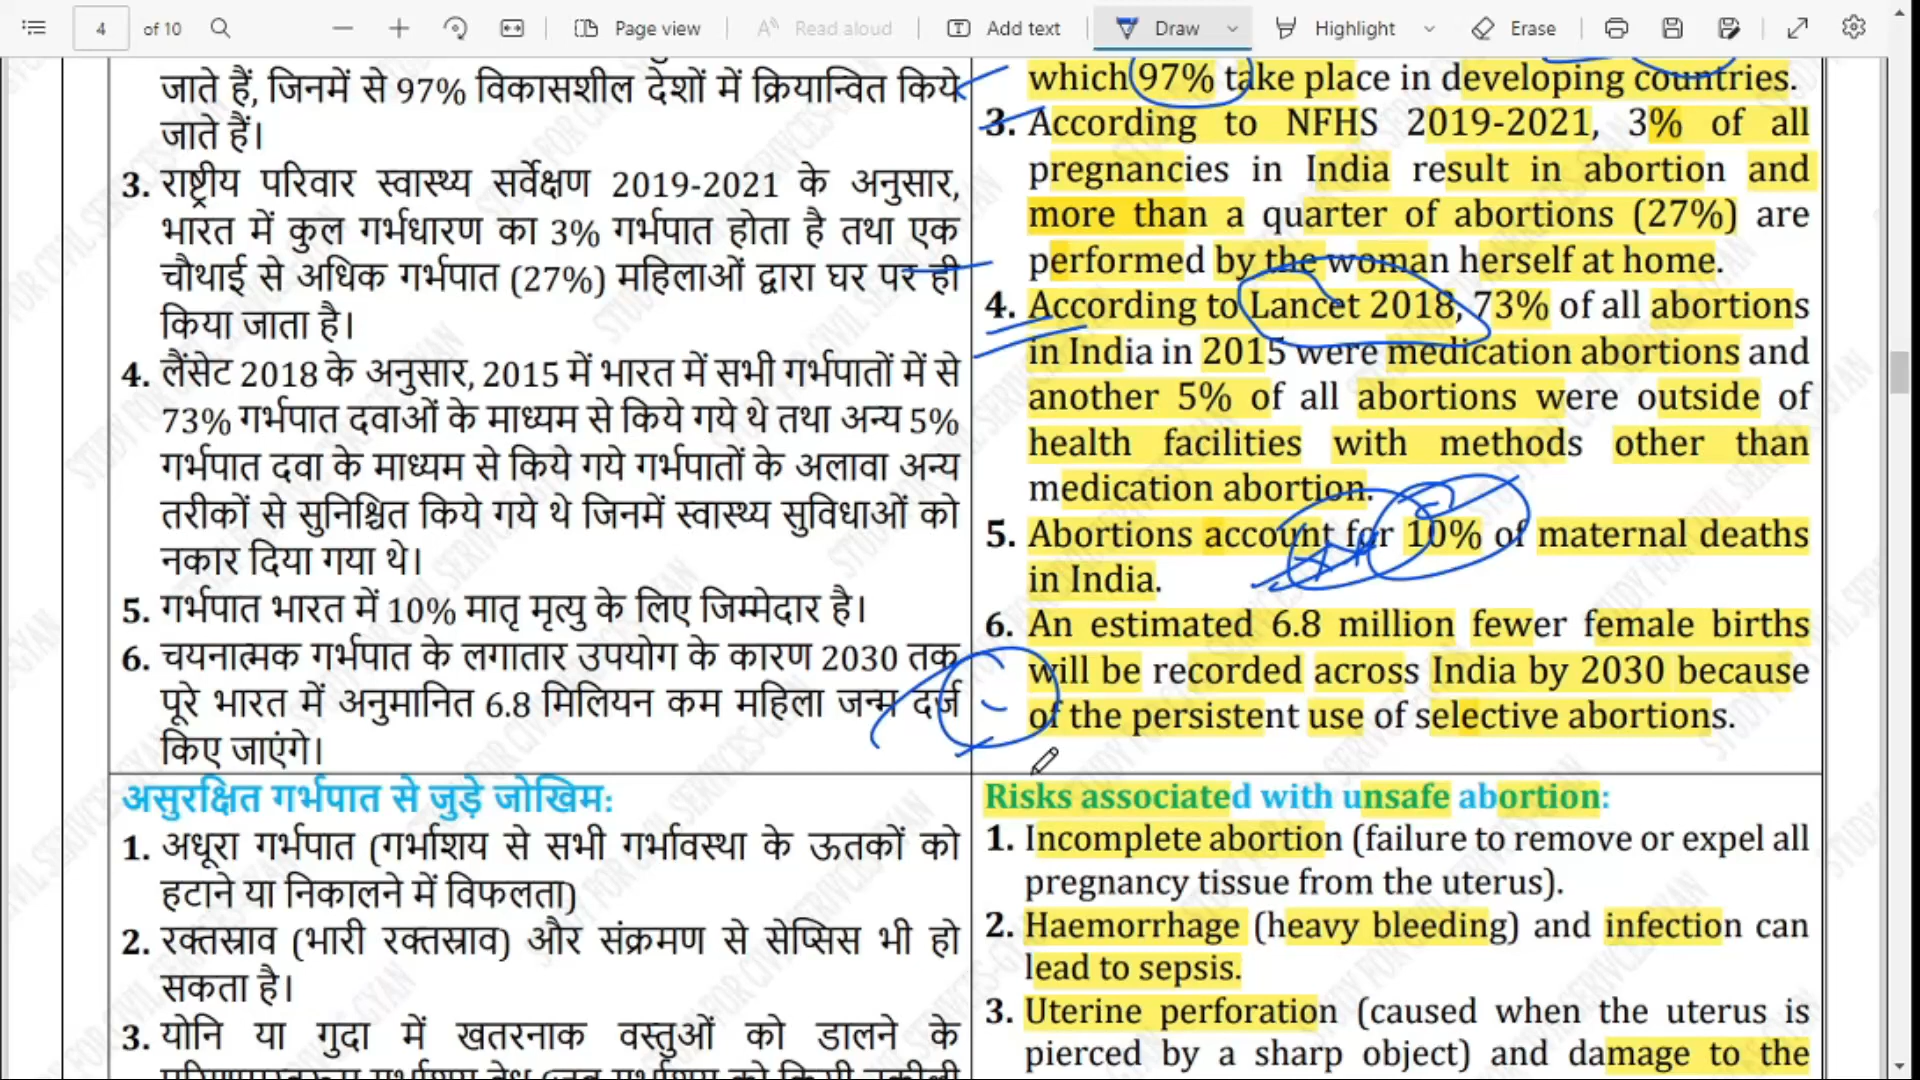 4 of 10 Page view Read aloud Add text Draw Highlight Erase
जाते हैं, जिनमें से 97% विकासशील देशों में क्रियान्वित किये
जाते हैं।
3. राष्ट्रीय परिवार स्वास्थ्य सर्वेक्षण 2019-2021 के अनुसार,
भारत में कुल गर्भधारण का 3% गर्भपात होता है तथा एक
चौथाई से अधिक गर्भपात (27%) महिलाओं द्वारा घर पर ही
किया जाता है।
4. लैंसेट 2018 के अनुसार, 2015 में भारत में सभी गर्भपातों में से
73% गर्भपात दवाओं के माध्यम से किये गये थे तथा अन्य 5%
गर्भपात दवा के माध्यम से किये गये गर्भपातों के अलावा अन्य
तरीकों से सुनिश्चित किये गये थे जिनमें स्वास्थ्य सुविधाओं को
नकार दिया गया थे।
5. गर्भपात भारत में 10% मातृ मृत्यु के लिए जिम्मेदार है।
6. चयनात्मक गर्भपात के लगातार उपयोग के कारण 2030 तक
पूरे भारत में अनुमानित 6.8 मिलियन कम महिला जन्म दर्ज
किए जाएंगे।
असुरक्षित गर्भपात से जुड़े जोखिम:
1. अधूरा गर्भपात (गर्भाशय से सभी गर्भावस्था के ऊतकों को
हटाने या निकालने में विफलता)
2. रक्तस्राव (भारी रक्तस्राव) और संक्रमण से सेप्सिस भी हो
सकता है।
3. योनि या गुदा में खतरनाक वस्तुओं को डालने के
which 97% take place in developing countries.
3. According to NFHS 2019-2021, 3% of all
pregnancies in India result in abortion and
more than a quarter of abortions (27%) are
performed by the woman herself at home.
4. According to Lancet 2018, 73% of all abortions
in India in 2015 were medication abortions and
another 5% of all abortions were outside of
health facilities with methods other than
medication abortion.
5. Abortions account for 10% of maternal deaths
in India.
6. An estimated 6.8 million fewer female births
will be recorded across India by 2030 because
of the persistent use of selective abortions.
Risks associated with unsafe abortion:
1. Incomplete abortion (failure to remove or expel all
pregnancy tissue from the uterus).
2. Haemorrhage (heavy bleeding) and infection can
lead to sepsis.
3. Uterine perforation (caused when the uterus is
pierced by a sharp object) and damage to the